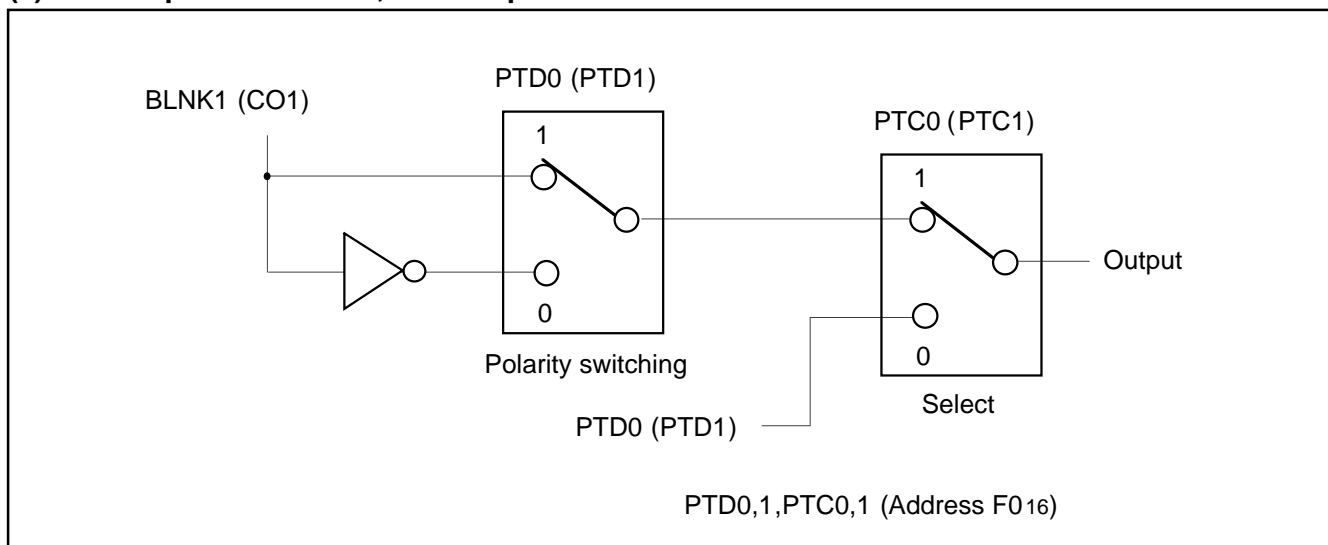 PTD0 (PTD1)
BLNK1 (CO1)
PTC0 (PTC1)
1
1
Output
0
0
Polarity switching
Select
PTD0 (PTD1)
PTD0,1,PTC0,1 (Address F016)